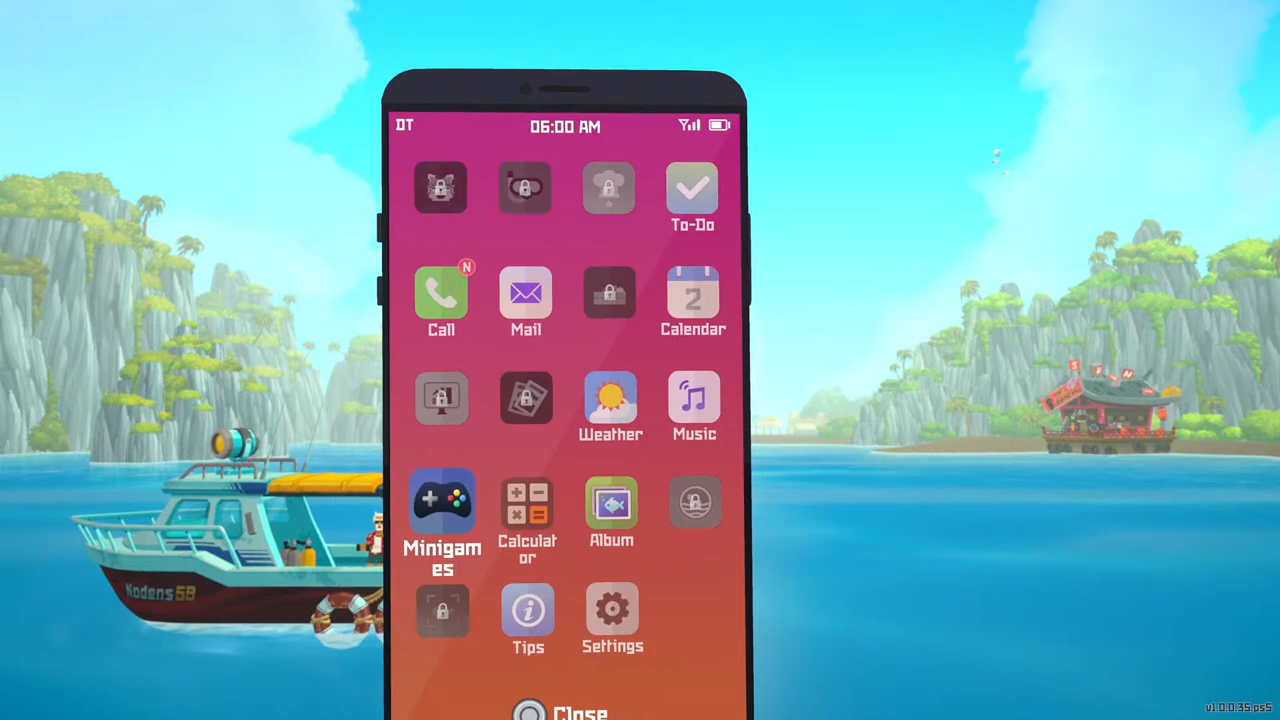 DT
06:00 AM
To-Do
N
Call
Mail
2
Calendar
Weather
Music
Minigam
es
Calculat
or
Album
Tips
Settings
Close
Nodens68
v1.0.0.35.ps5